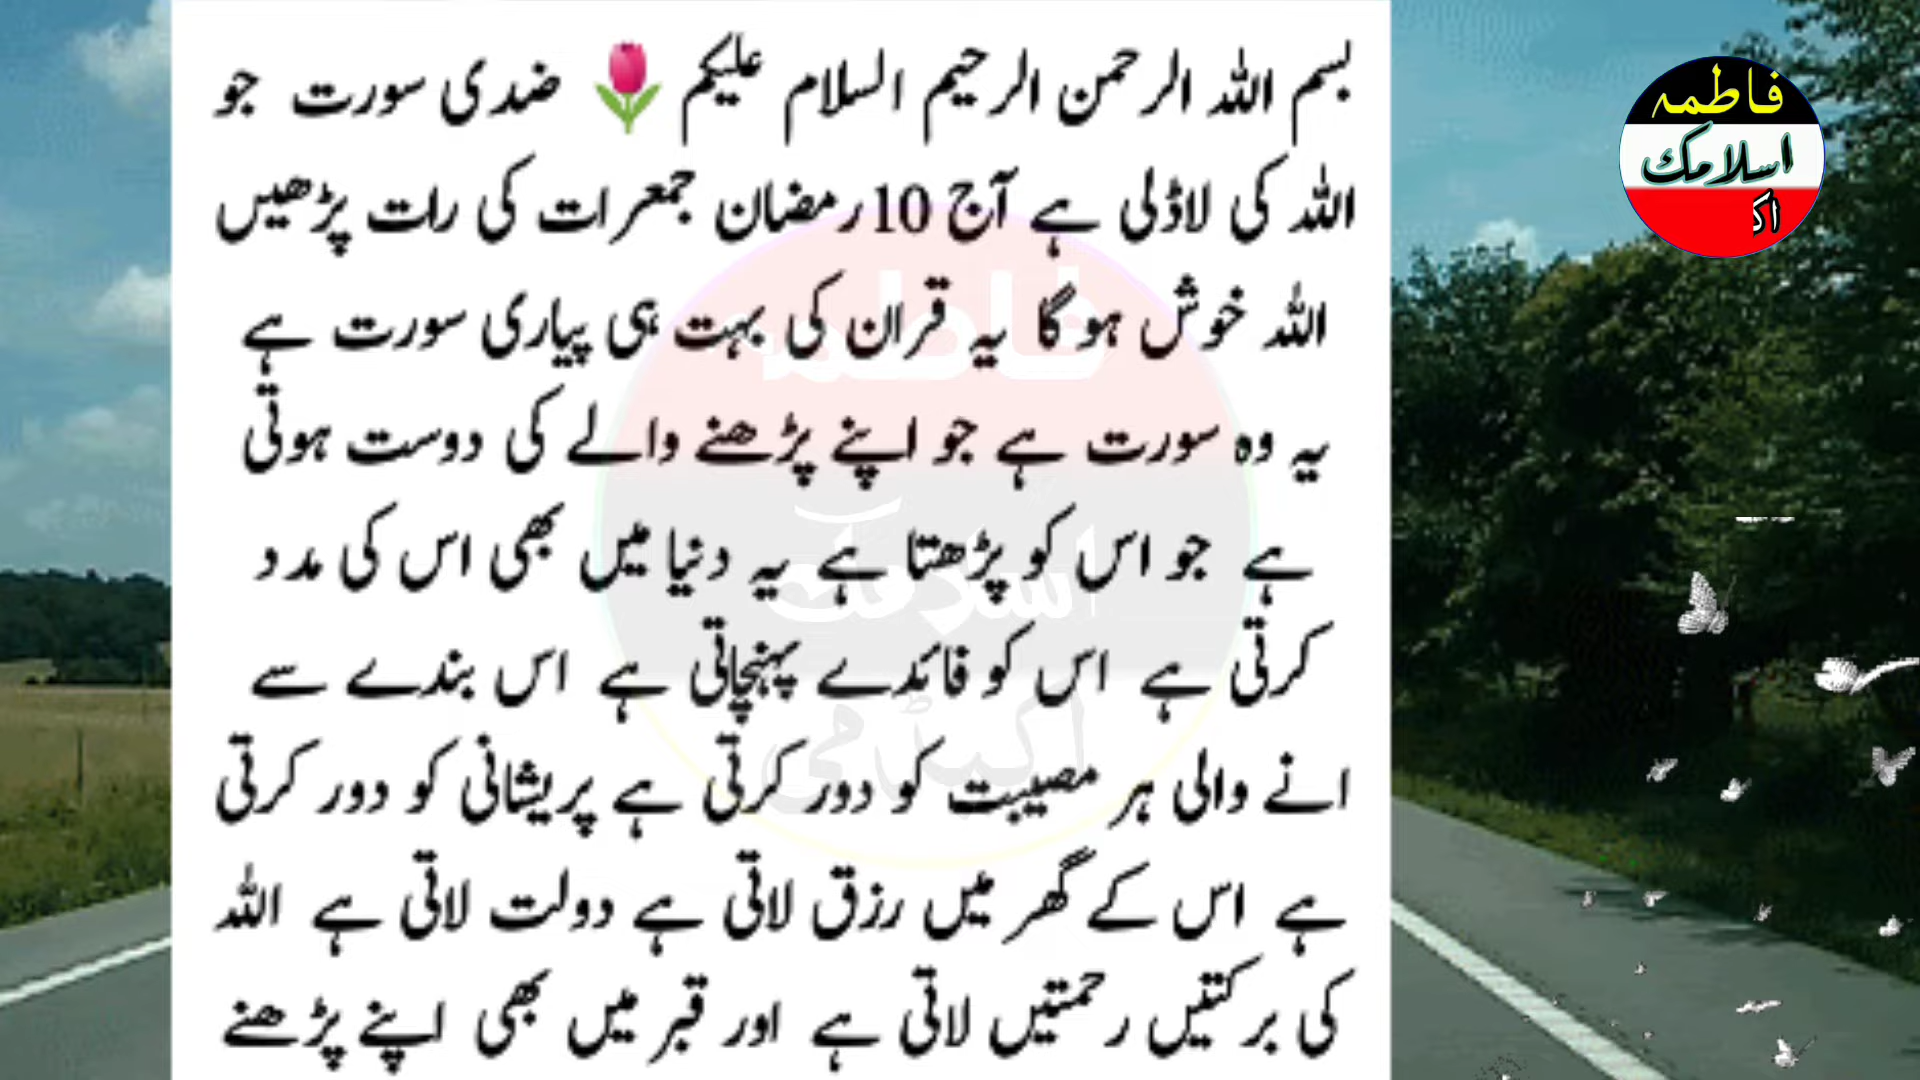 بسم اللہ الرحمن الرحیم السلام علیکم 🌷 ضدی سورت جو
اللہ کی لاڈلی ہے آج 10رمضان جمعرات کی رات پڑھیں
اللہ خوش ہو گا یہ قران کی بہت ہی پیاری سورت ہے
یہ وہ سورت ہے جو اپنے پڑھنے والے کی دوست ہوتی
ہے جو اس کو پڑھتا ہے یہ دنیا میں بھی اس کی مدد
کرتی ہے اس کو فائدے پہنچاتی ہے اس بندے سے
انے والی ہر مصیبت کو دور کرتی ہے پریشانی کو دور کرتی
ہے اس کے گھر میں رزق لاتی ہے دولت لاتی ہے اللہ
کی برکتیں رحمتیں لاتی ہے اور قبر میں بھی اپنے پڑھنے
فاطمہ
اسلامک
اک
فاطمہ
اسلامک
اکیڈمی